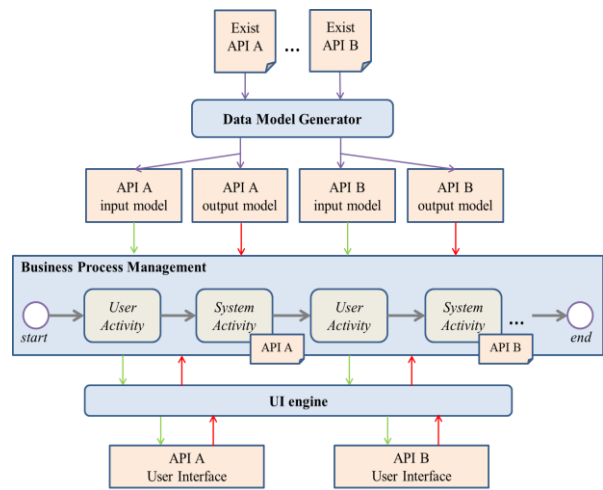 Exist
API A
...
Exist
API B
Data Model Generator
API A
input model
API A
output model
API B
input model
API B
output model
Business Process Management
start
User
Activity
System
Activity
API A
User
Activity
System
Activity
API B
...
end
UI engine
API A
User Interface
API B
User Interface